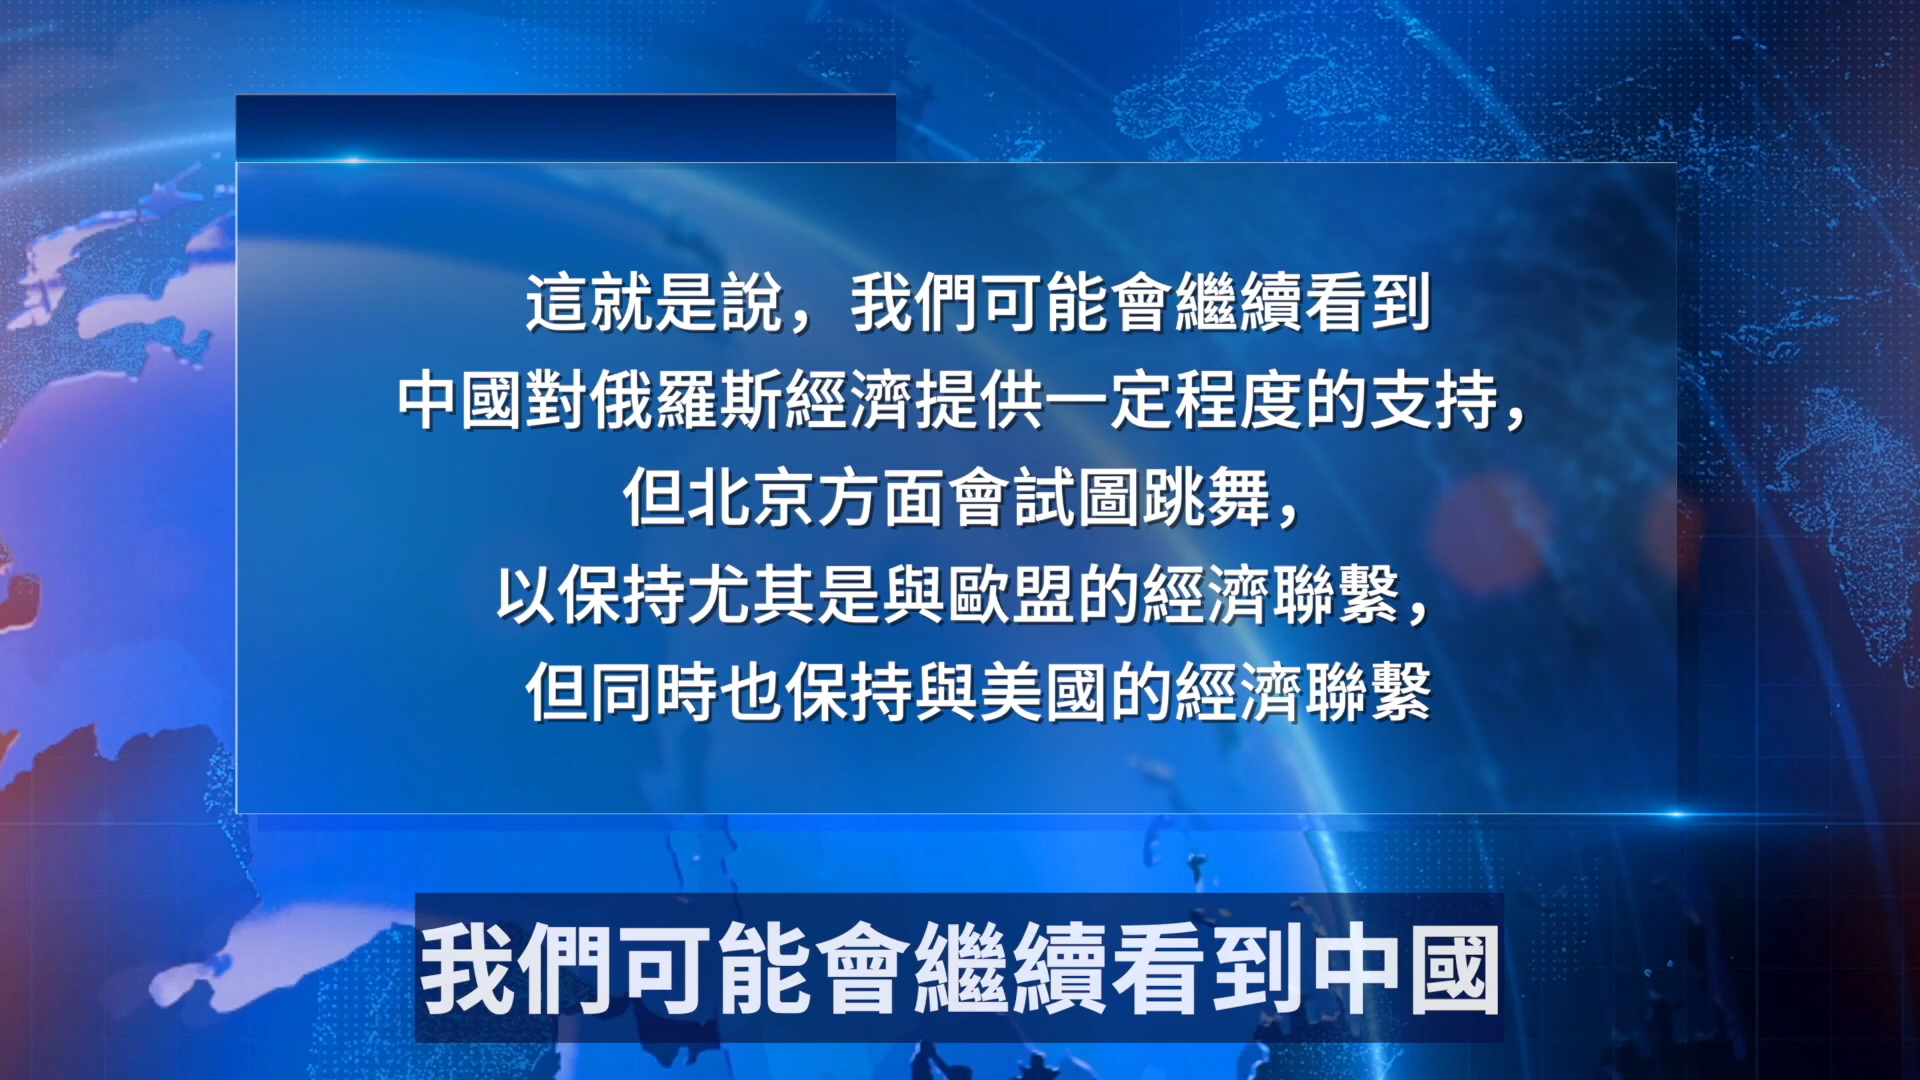 這就是說，我們可能會繼續看到
中國對俄羅斯經濟提供一定程度的支持，
但北京方面會試圖跳舞，
以保持尤其是與歐盟的經濟聯繫，
但同時也保持與美國的經濟聯繫
我們可能會繼續看到中國